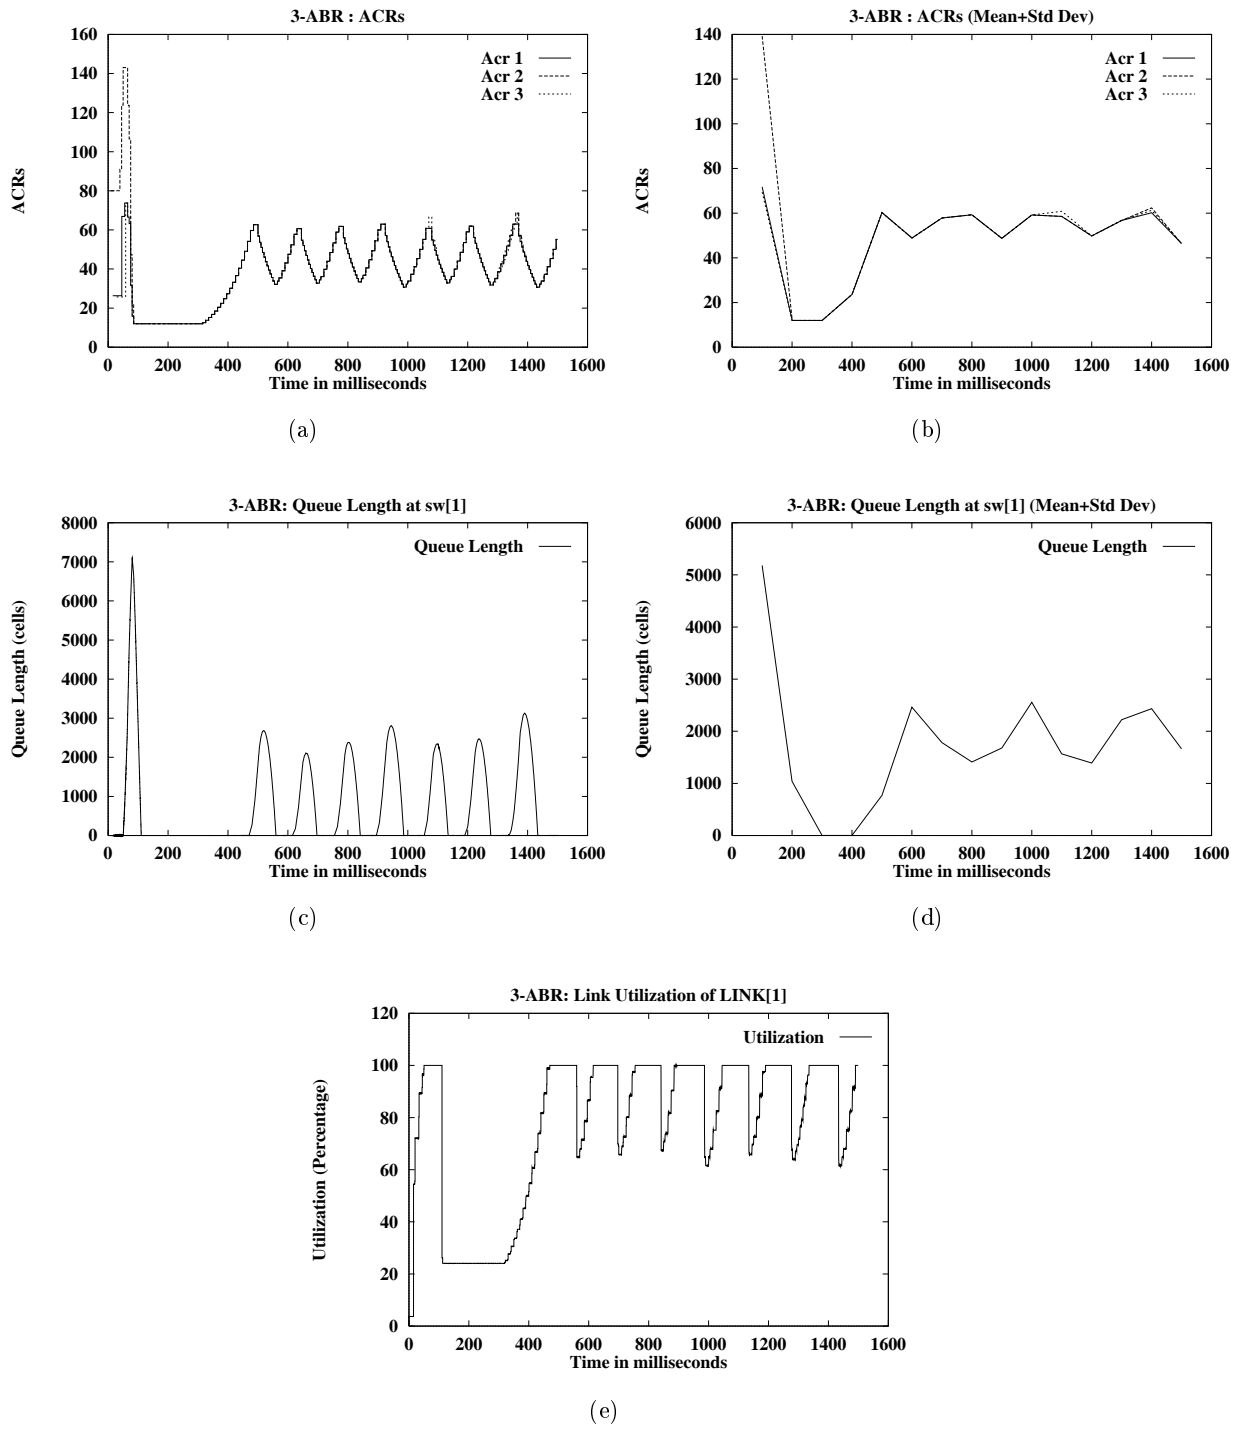 3-ABR : ACRs
160
140
120
100
80
60
40
20
0
0 200 400 600 800 1000 1200 1400 1600
ACRs
Time in milliseconds
Acr 1
Acr 2
Acr 3
(a)
3-ABR : ACRs (Mean+Std Dev)
140
120
100
80
60
40
20
0
0 200 400 600 800 1000 1200 1400 1600
ACRs
Time in milliseconds
Acr 1
Acr 2
Acr 3
(b)
3-ABR: Queue Length at sw[1]
8000
7000
6000
5000
4000
3000
2000
1000
0
0 200 400 600 800 1000 1200 1400 1600
Queue Length (cells)
Time in milliseconds
Queue Length
(c)
3-ABR: Queue Length at sw[1] (Mean+Std Dev)
6000
5000
4000
3000
2000
1000
0
0 200 400 600 800 1000 1200 1400 1600
Queue Length (cells)
Time in milliseconds
Queue Length
(d)
3-ABR: Link Utilization of LINK[1]
120
100
80
60
40
20
0
0 200 400 600 800 1000 1200 1400 1600
Utilization (Percentage)
Time in milliseconds
Utilization
(e)